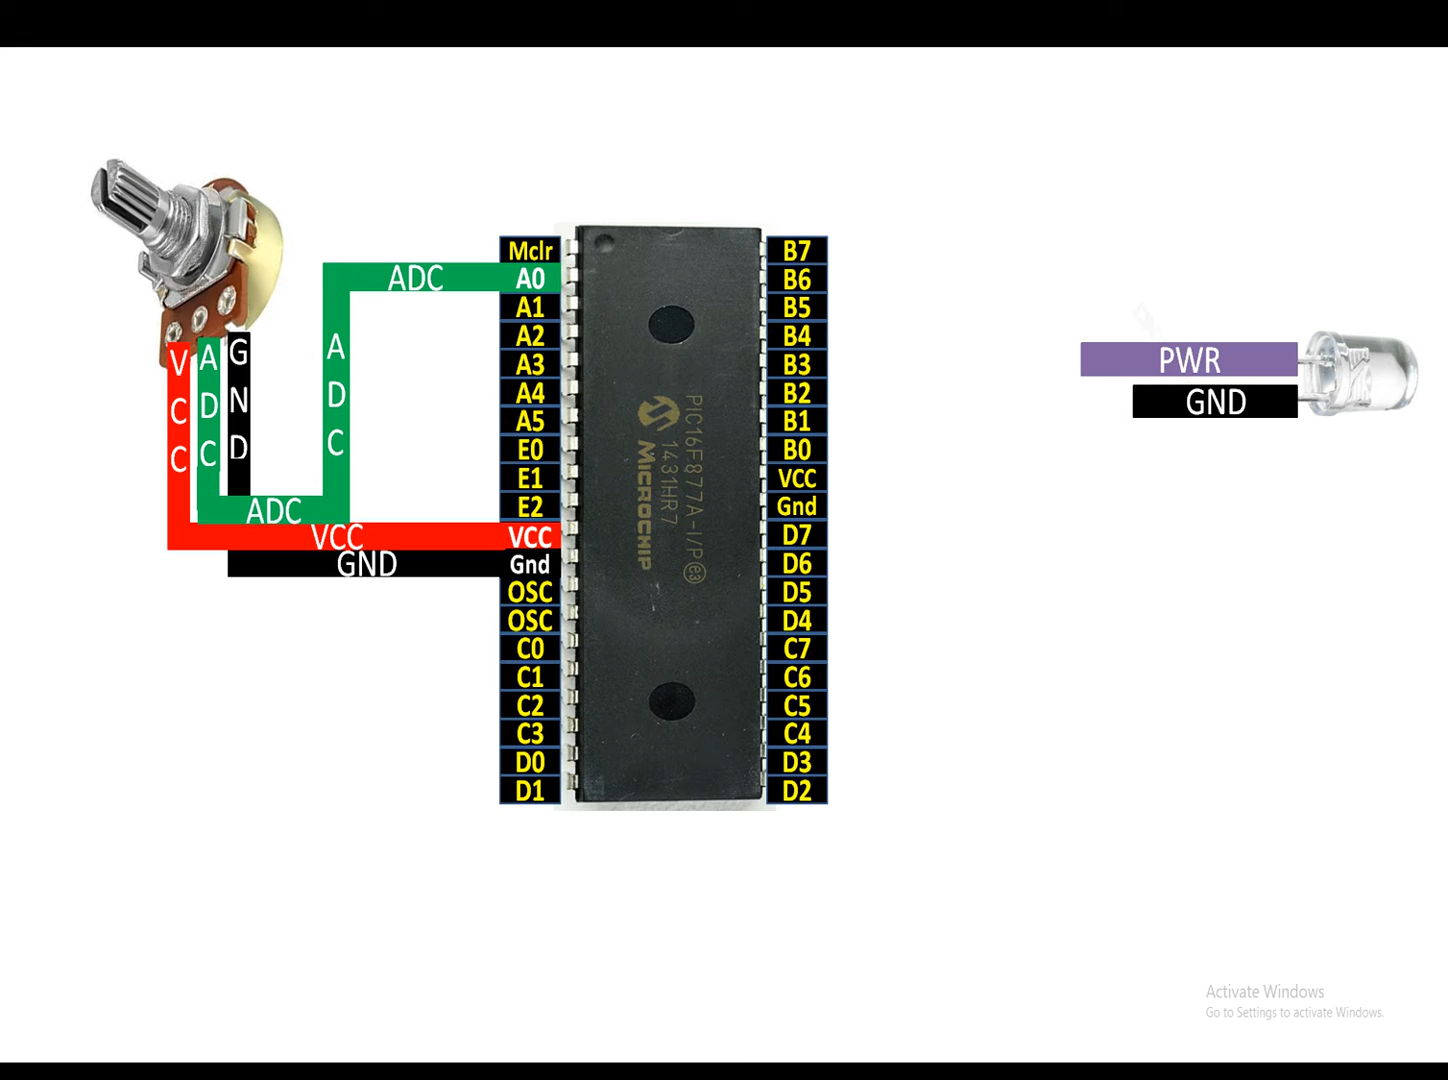 VCC
ADC
GND
ADC
ADC
ADC
VCC
GND
Mclr
A0
A1
A2
A3
A4
A5
E0
E1
E2
VCC
Gnd
OSC
OSC
C0
C1
C2
C3
D0
D1
PIC16F877A-I/P e3
1431HR7
MICROCHIP
B7
B6
B5
B4
B3
B2
B1
B0
VCC
Gnd
D7
D6
D5
D4
C7
C6
C5
C4
D3
D2
PWR
GND
Activate Windows
Go to Settings to activate Windows.